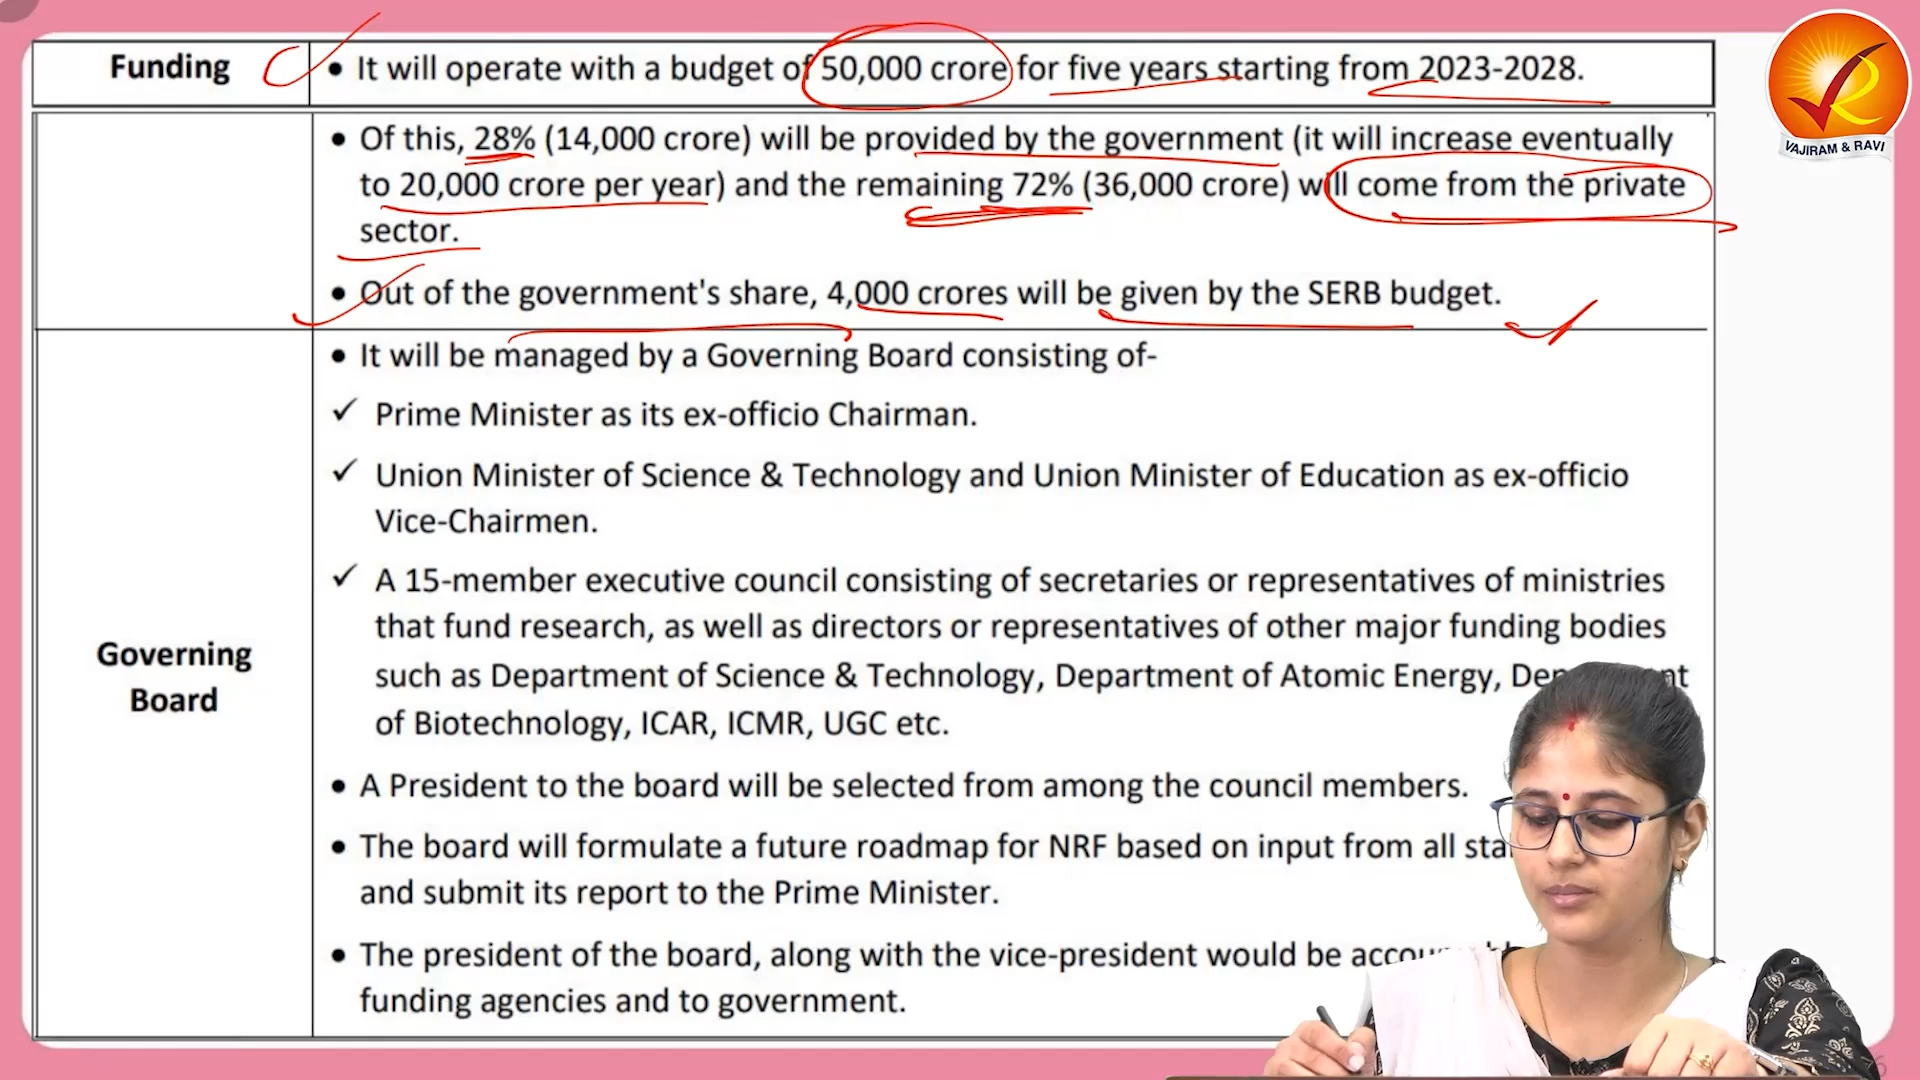 Funding
• It will operate with a budget of 50,000 crore for five years starting from 2023-2028.
• Of this, 28% (14,000 crore) will be provided by the government (it will increase eventually
to 20,000 crore per year) and the remaining 72% (36,000 crore) will come from the private
sector.
• Out of the government's share, 4,000 crores will be given by the SERB budget.
Governing
Board
• It will be managed by a Governing Board consisting of-
✓ Prime Minister as its ex-officio Chairman.
✓ Union Minister of Science & Technology and Union Minister of Education as ex-officio
Vice-Chairmen.
✓ A 15-member executive council consisting of secretaries or representatives of ministries
that fund research, as well as directors or representatives of other major funding bodies
such as Department of Science & Technology, Department of Atomic Energy,
of Biotechnology, ICAR, ICMR, UGC etc.
• A President to the board will be selected from among the council members.
• The board will formulate a future roadmap for NRF based on input from all
and submit its report to the Prime Minister.
• The president of the board, along with the vice-president would be
funding agencies and to government.
VAJIRAM & RAVI